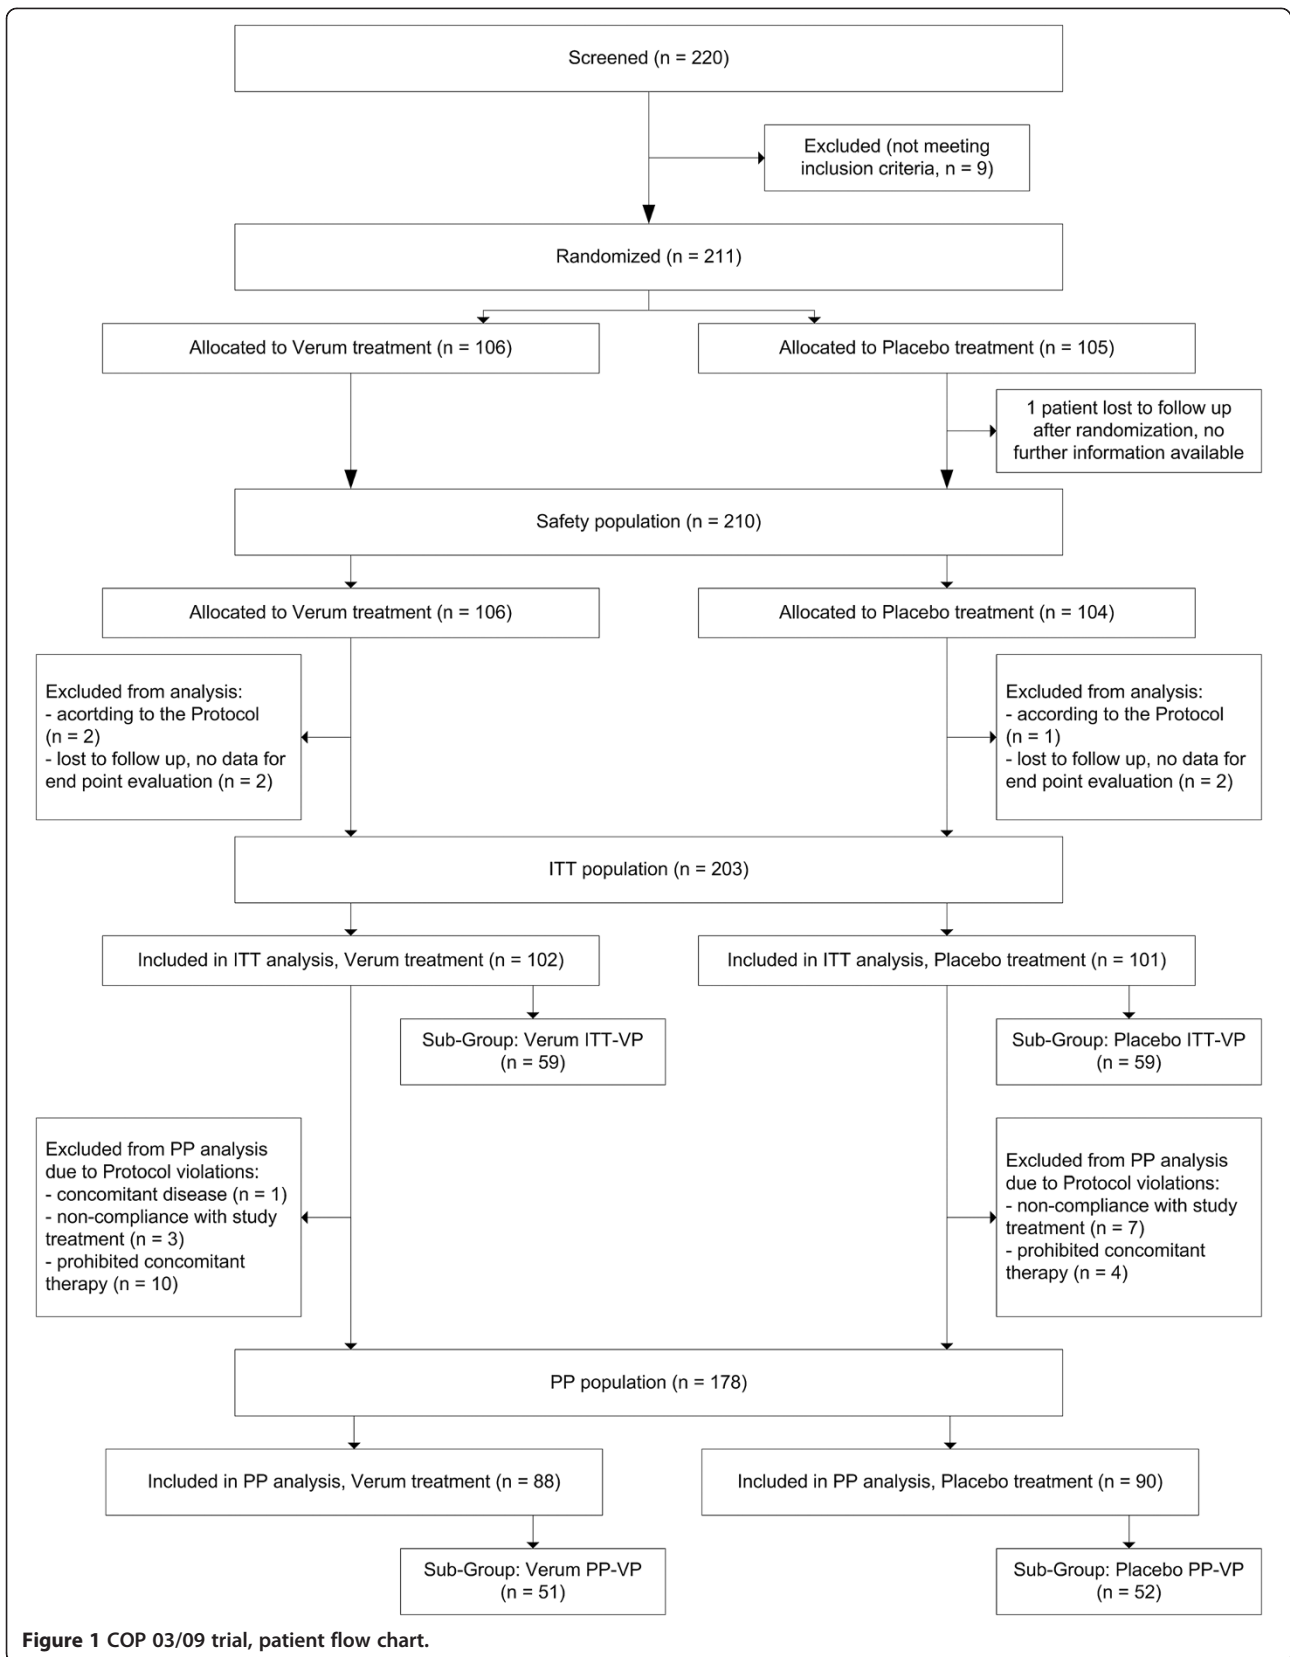 Screened (n = 220)
Excluded (not meeting
inclusion criteria, n = 9)
Randomized (n = 211)
Allocated to Verum treatment (n = 106)
Allocated to Placebo treatment (n = 105)
1 patient lost to follow up
after randomization, no
further information available
Safety population (n = 210)
Allocated to Verum treatment (n = 106)
Allocated to Placebo treatment (n = 104)
Excluded from analysis:
- acortding to the Protocol
(n = 2)
- lost to follow up, no data for
end point evaluation (n = 2)
Excluded from analysis:
- according to the Protocol
(n = 1)
- lost to follow up, no data for
end point evaluation (n = 2)
ITT population (n = 203)
Included in ITT analysis, Verum treatment (n = 102)
Included in ITT analysis, Placebo treatment (n = 101)
Sub-Group: Verum ITT-VP
(n = 59)
Sub-Group: Placebo ITT-VP
(n = 59)
Excluded from PP analysis
due to Protocol violations:
- concomitant disease (n = 1)
- non-compliance with study
treatment (n = 3)
- prohibited concomitant
therapy (n = 10)
Excluded from PP analysis
due to Protocol violations:
- non-compliance with study
treatment (n = 7)
- prohibited concomitant
therapy (n = 4)
PP population (n = 178)
Included in PP analysis, Verum treatment (n = 88)
Included in PP analysis, Placebo treatment (n = 90)
Sub-Group: Verum PP-VP
(n = 51)
Sub-Group: Placebo PP-VP
(n = 52)
Figure 1 COP 03/09 trial, patient flow chart.